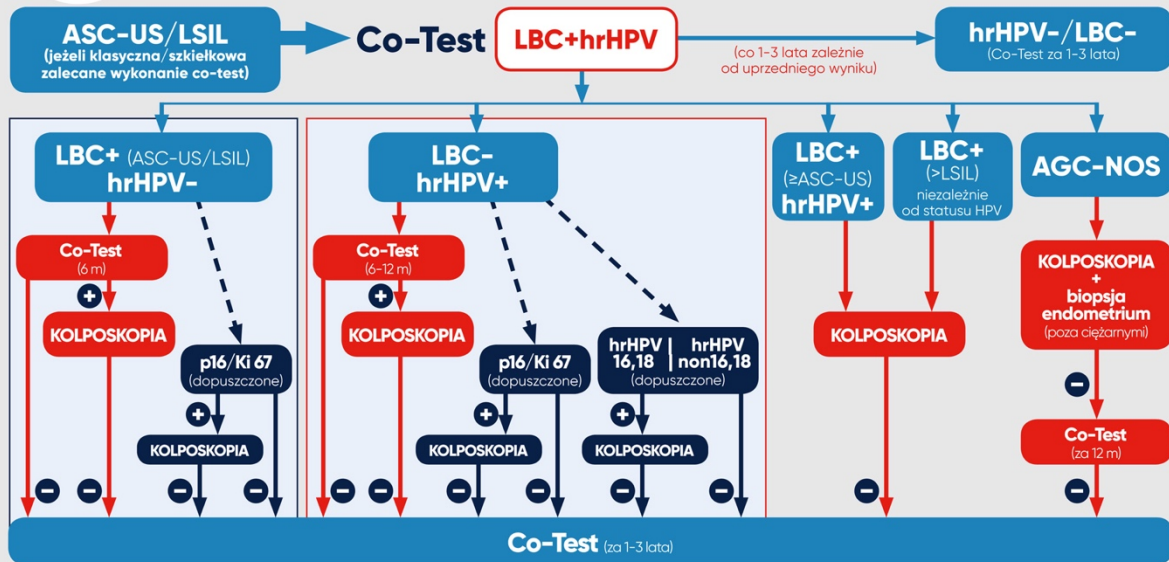 ASC-US/LSIL
(jeżeli klasyczna/szkiełkowa
zalecane wykonanie co-test)
Co-Test
LBC+hrHPV
(co 1-3 lata zależnie
od uprzedniego wyniku)
hrHPV-/LBC-
(Co-Test za 1-3 lata)
LBC+ (ASC-US/LSIL)
hrHPV-
LBC-
hrHPV+
LBC+
(≥ASC-US)
hrHPV+
LBC+
(>LSIL)
niezależnie
od statusu HPV
AGC-NOS
Co-Test
(6 m)
+
KOLPOSKOPIA
p16/Ki 67
(dopuszczone)
+
KOLPOSKOPIA
- - - -
Co-Test
(6-12 m)
+
KOLPOSKOPIA
p16/Ki 67
(dopuszczone)
+
KOLPOSKOPIA
hrHPV 16,18 | hrHPV non16,18
(dopuszczone)
+
KOLPOSKOPIA
- - - - - -
KOLPOSKOPIA
-
KOLPOSKOPIA
+
biopsja
endometrium
(poza ciężarnymi)
-
Co-Test
(za 12 m)
-
Co-Test (za 1-3 lata)